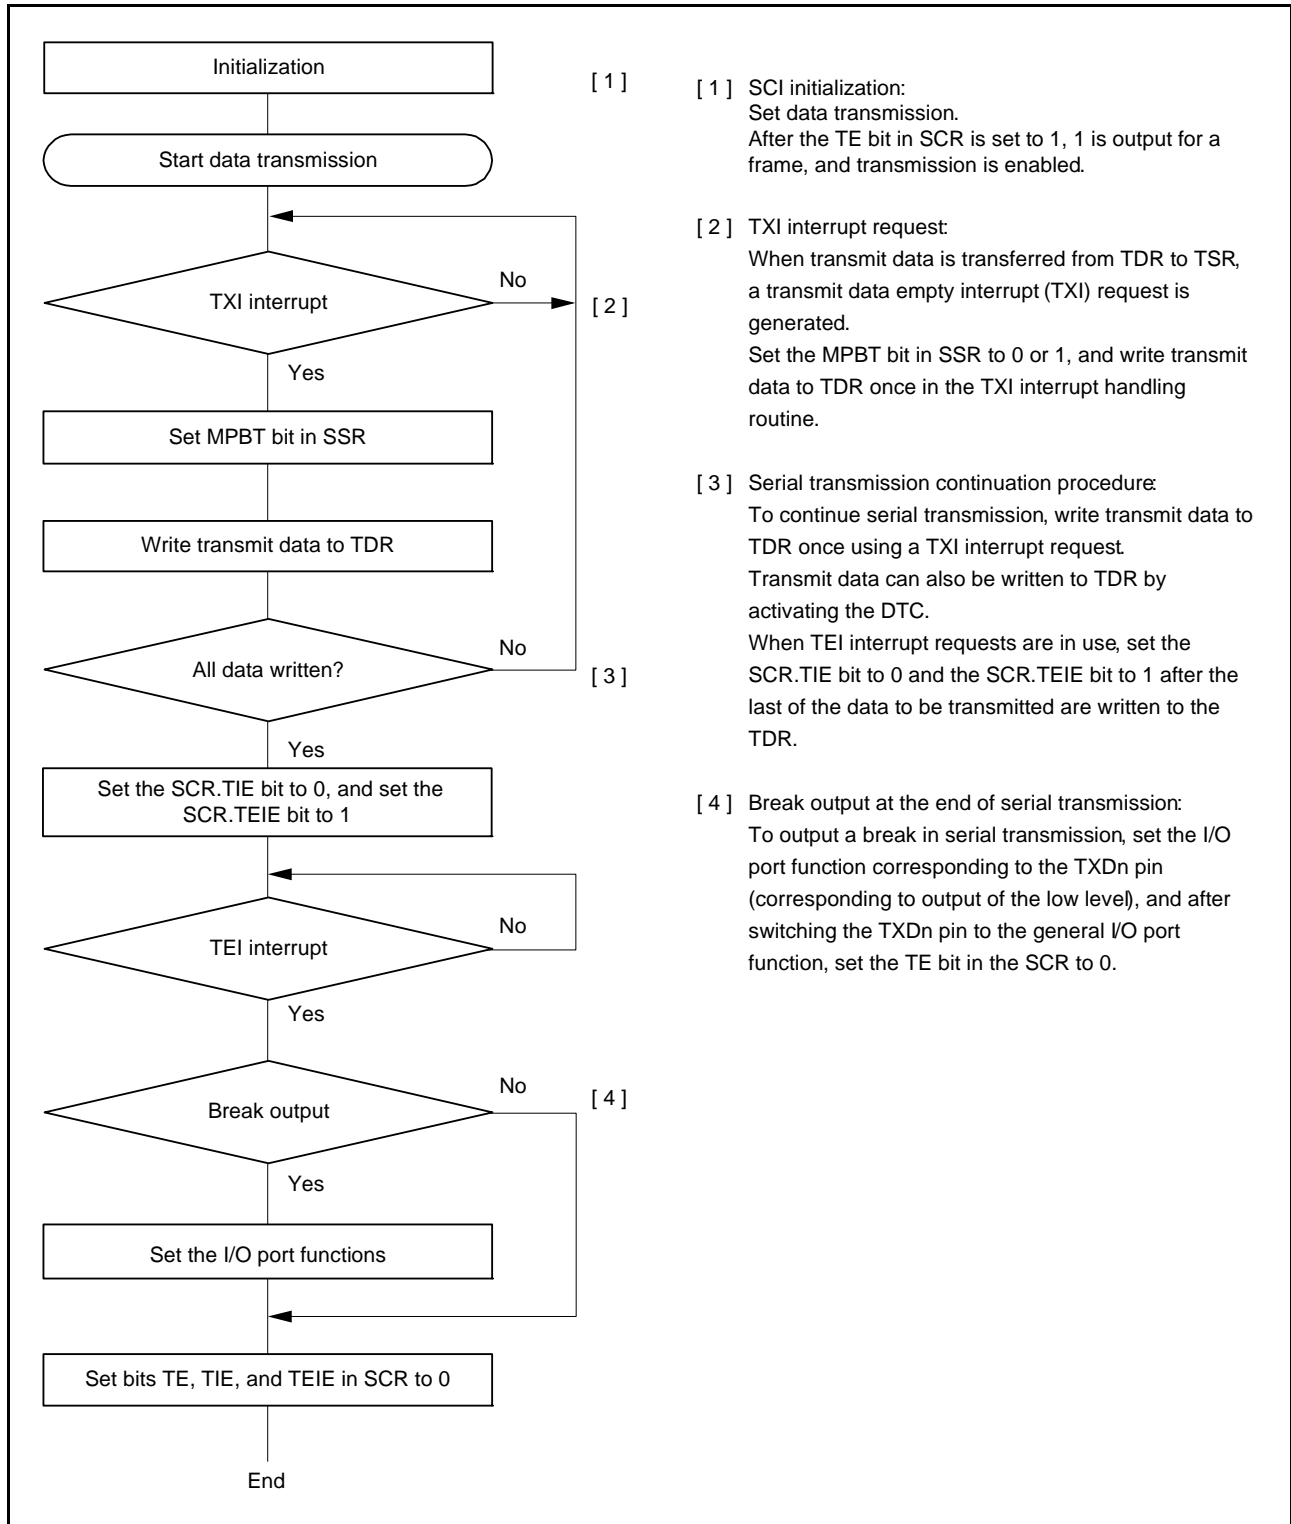 Initialization
[ 1 ]
Start data transmission
TXI interrupt
No
[ 2 ]
Yes
Set MPBT bit in SSR
Write transmit data to TDR
All data written?
No
[ 3 ]
Yes
Set the SCR.TIE bit to 0, and set the
SCR.TEIE bit to 1
TEI interrupt
No
Yes
Break output
No
[ 4 ]
Yes
Set the I/O port functions
Set bits TE, TIE, and TEIE in SCR to 0
End
[ 1 ] SCI initialization:
Set data transmission.
After the TE bit in SCR is set to 1, 1 is output for a
frame, and transmission is enabled.
[ 2 ] TXI interrupt request:
When transmit data is transferred from TDR to TSR,
a transmit data empty interrupt (TXI) request is
generated.
Set the MPBT bit in SSR to 0 or 1, and write transmit
data to TDR once in the TXI interrupt handling
routine.
[ 3 ] Serial transmission continuation procedure:
To continue serial transmission, write transmit data to
TDR once using a TXI interrupt request.
Transmit data can also be written to TDR by
activating the DTC.
When TEI interrupt requests are in use, set the
SCR.TIE bit to 0 and the SCR.TEIE bit to 1 after the
last of the data to be transmitted are written to the
TDR.
[ 4 ] Break output at the end of serial transmission:
To output a break in serial transmission, set the I/O
port function corresponding to the TXDn pin
(corresponding to output of the low level), and after
switching the TXDn pin to the general I/O port
function, set the TE bit in the SCR to 0.